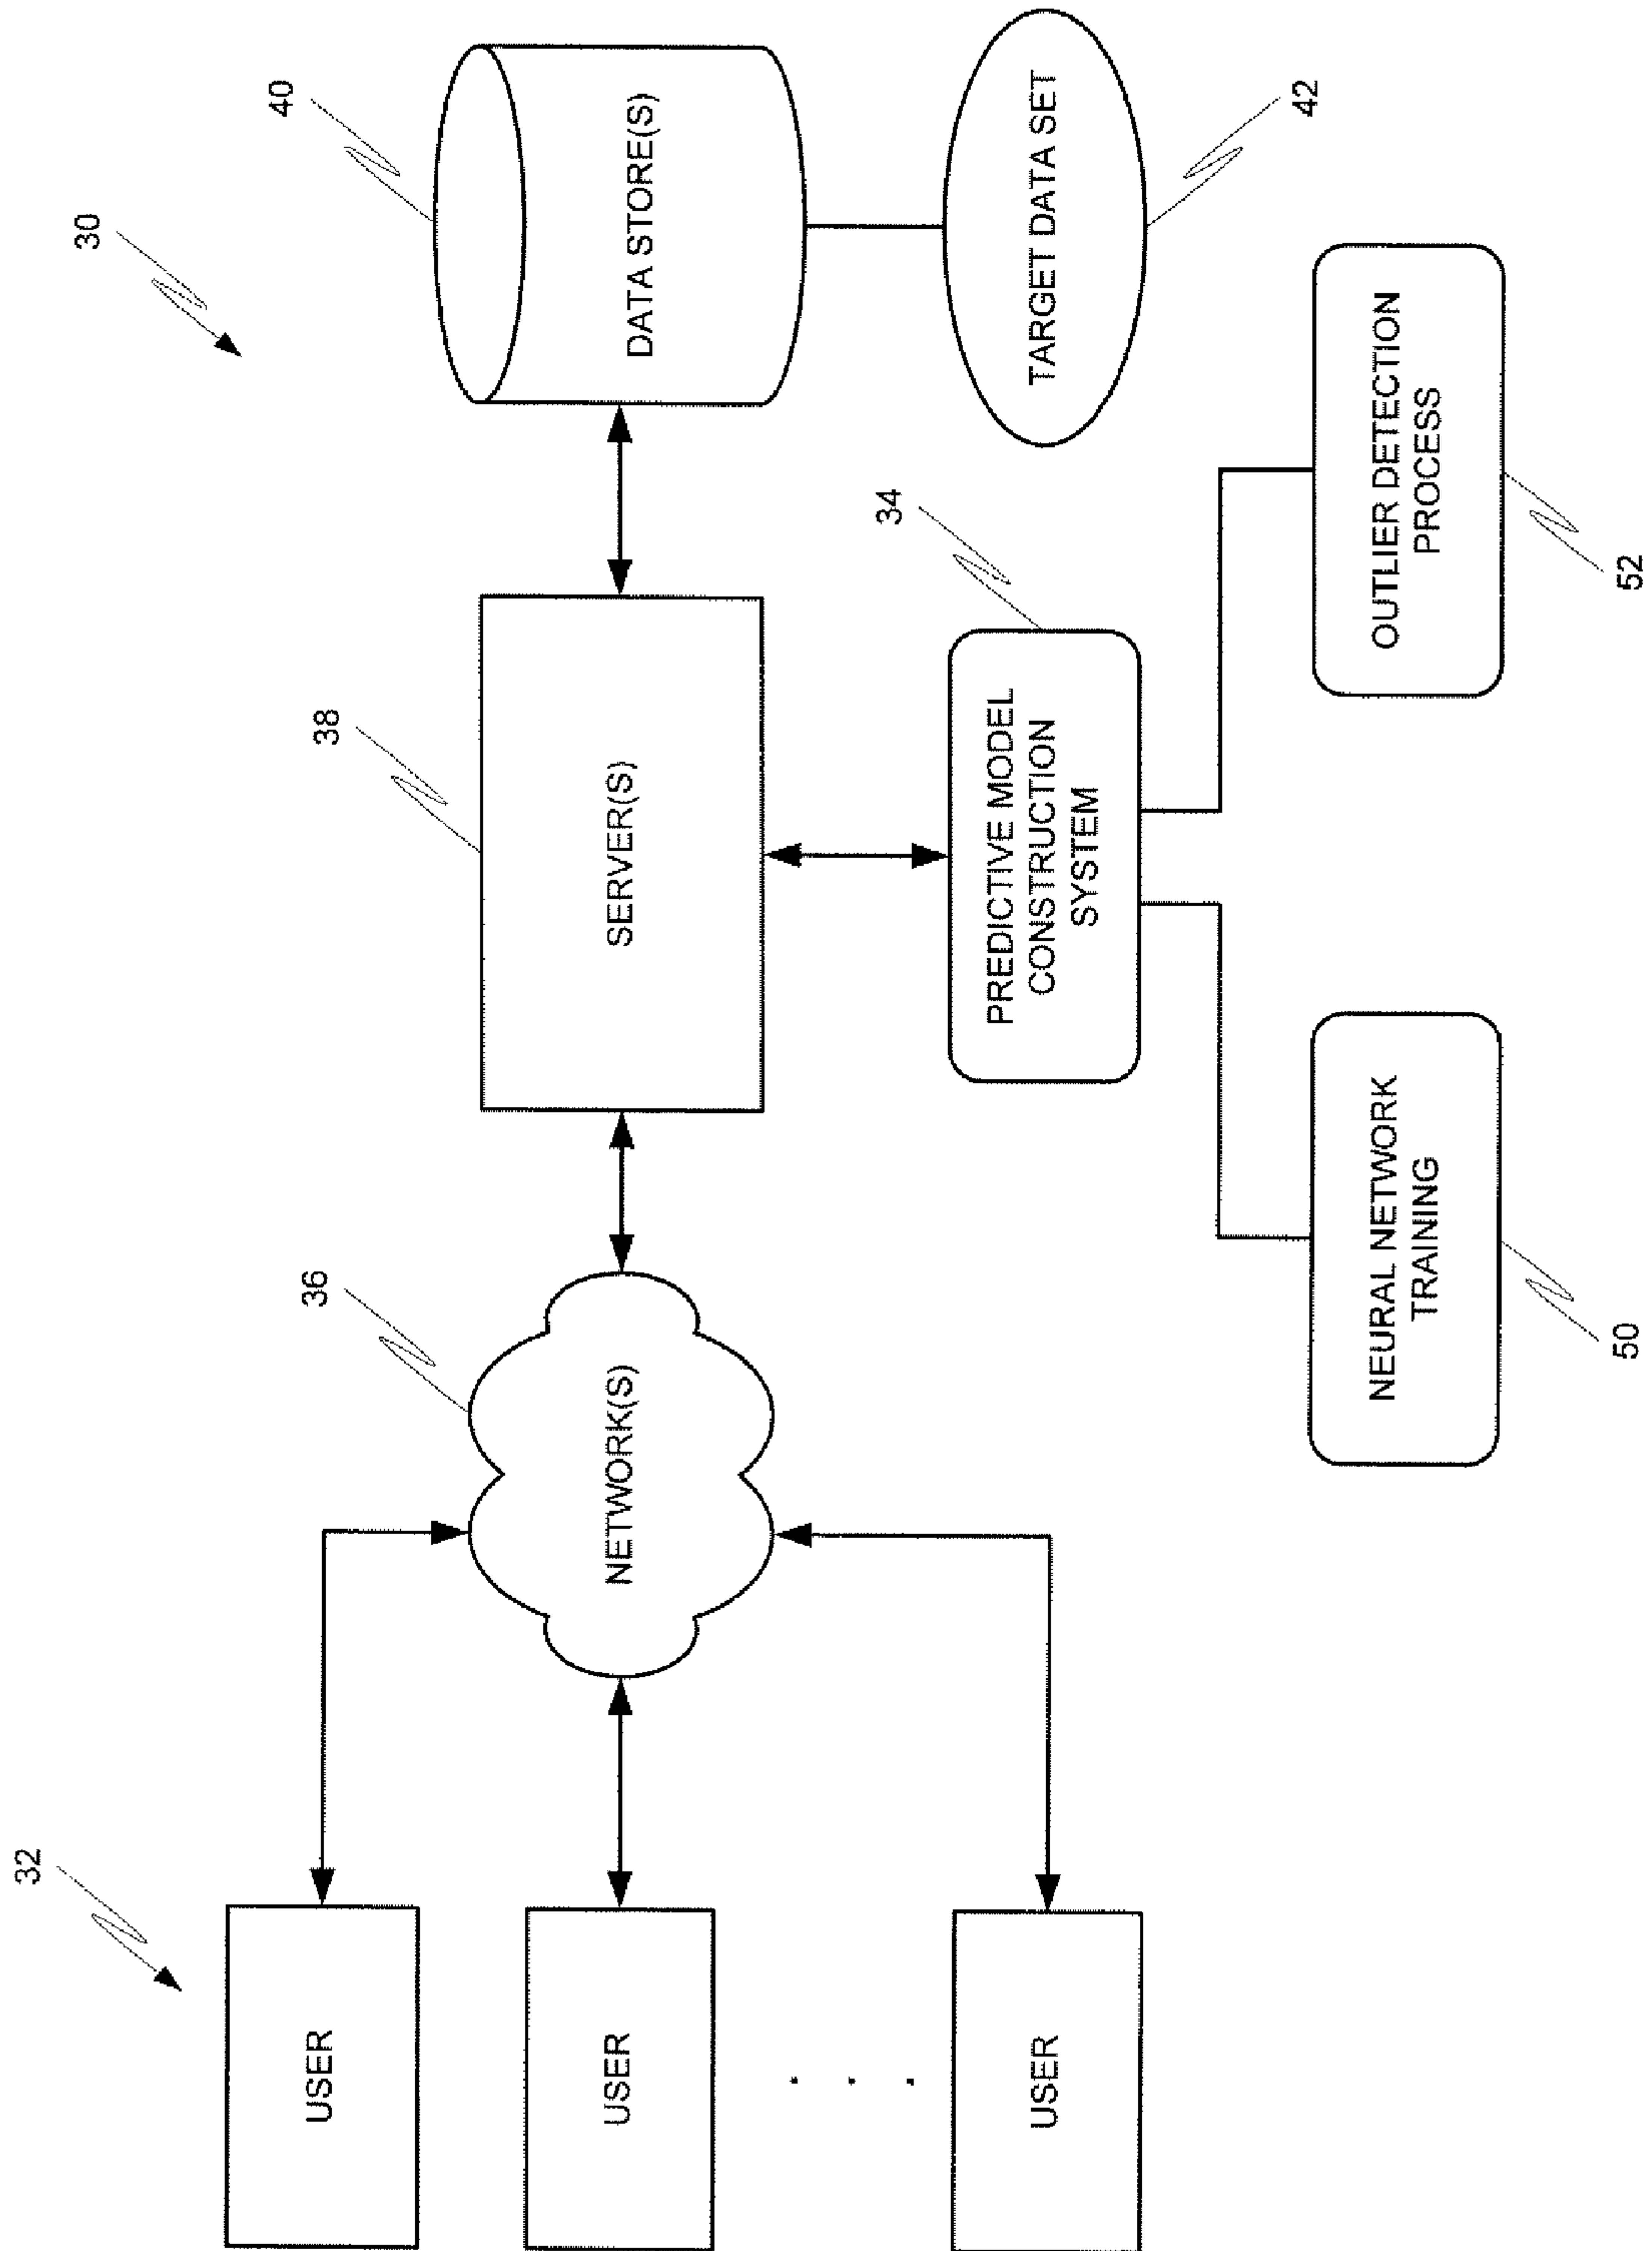 30
32
36
38
40
USER
USER
. . .
USER
NETWORK(S)
SERVER(S)
DATA STORE(S)
34
PREDICTIVE MODEL
CONSTRUCTION
SYSTEM
TARGET DATA SET
42
NEURAL NETWORK
TRAINING
50
OUTLIER DETECTION
PROCESS
52